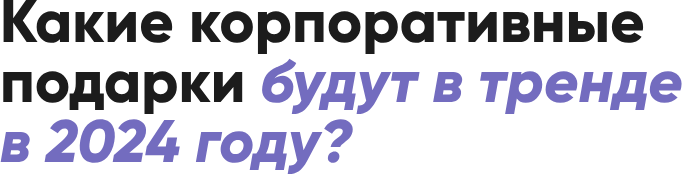 Какие корпоративные
подарки будут в тренде
в 2024 году?